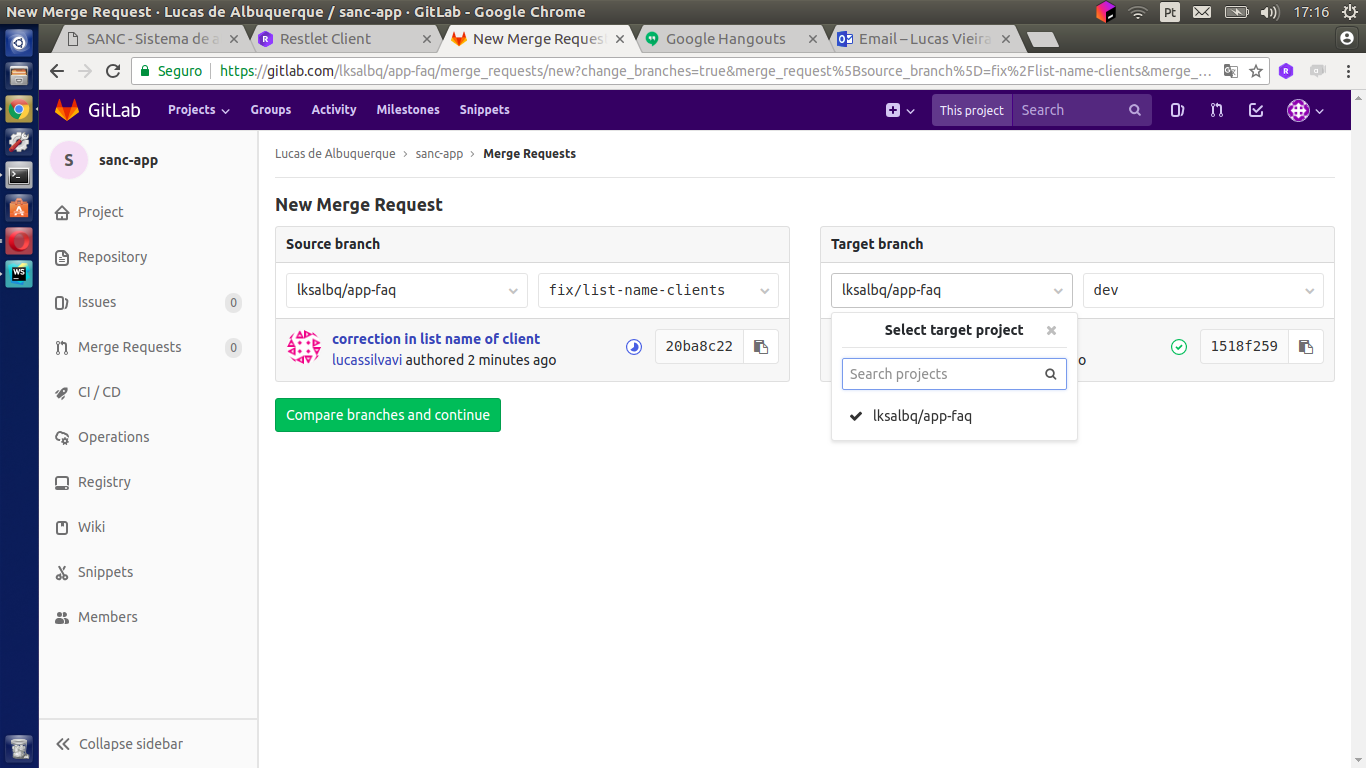 New Merge Request · Lucas de Albuquerque / sanc-app · GitLab - Google Chrome
Pt
17:16
SANC - Sistema de a
Restlet Client
New Merge Reques
Google Hangouts
Email – Lucas Vieira
Seguro
https://gitlab.com/lksalbq/app-faq/merge_requests/new?change_branches=true&merge_request%5Bsource_branch%5D=fix%2Flist-name-clients&merge_...
GitLab
Projects
Groups
Activity
Milestones
Snippets
This project
Search
S
sanc-app
Project
Repository
Issues
0
Merge Requests
0
CI / CD
Operations
Registry
Wiki
Snippets
Members
Collapse sidebar
Lucas de Albuquerque › sanc-app › Merge Requests
New Merge Request
Source branch
lksalbq/app-faq
fix/list-name-clients
correction in list name of client
lucassilvavi authored 2 minutes ago
20ba8c22
Compare branches and continue
Target branch
lksalbq/app-faq
dev
o
1518f259
Select target project
Search projects
lksalbq/app-faq
WS